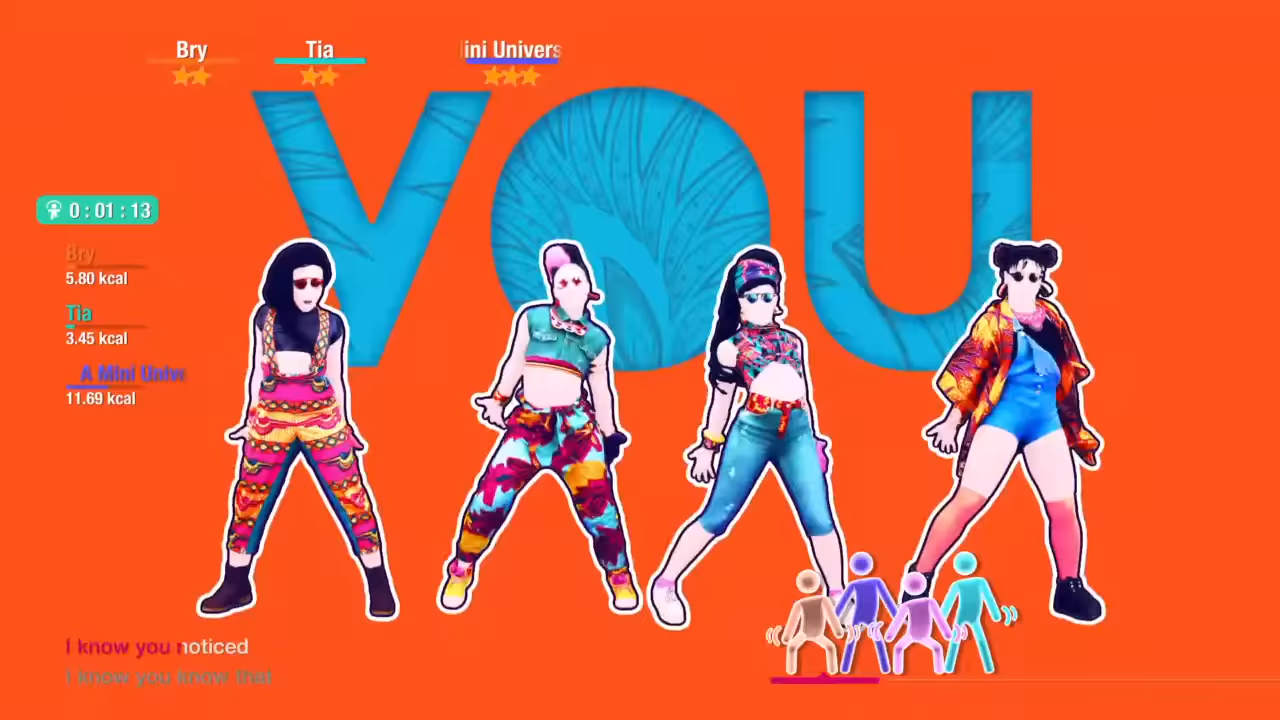 Bry
Tia
ini Univers
YOU
0:01:13
Bry
5.80 kcal
Tia
3.45 kcal
A Mini Univ
11.69 kcal
I know you noticed
I know you know that